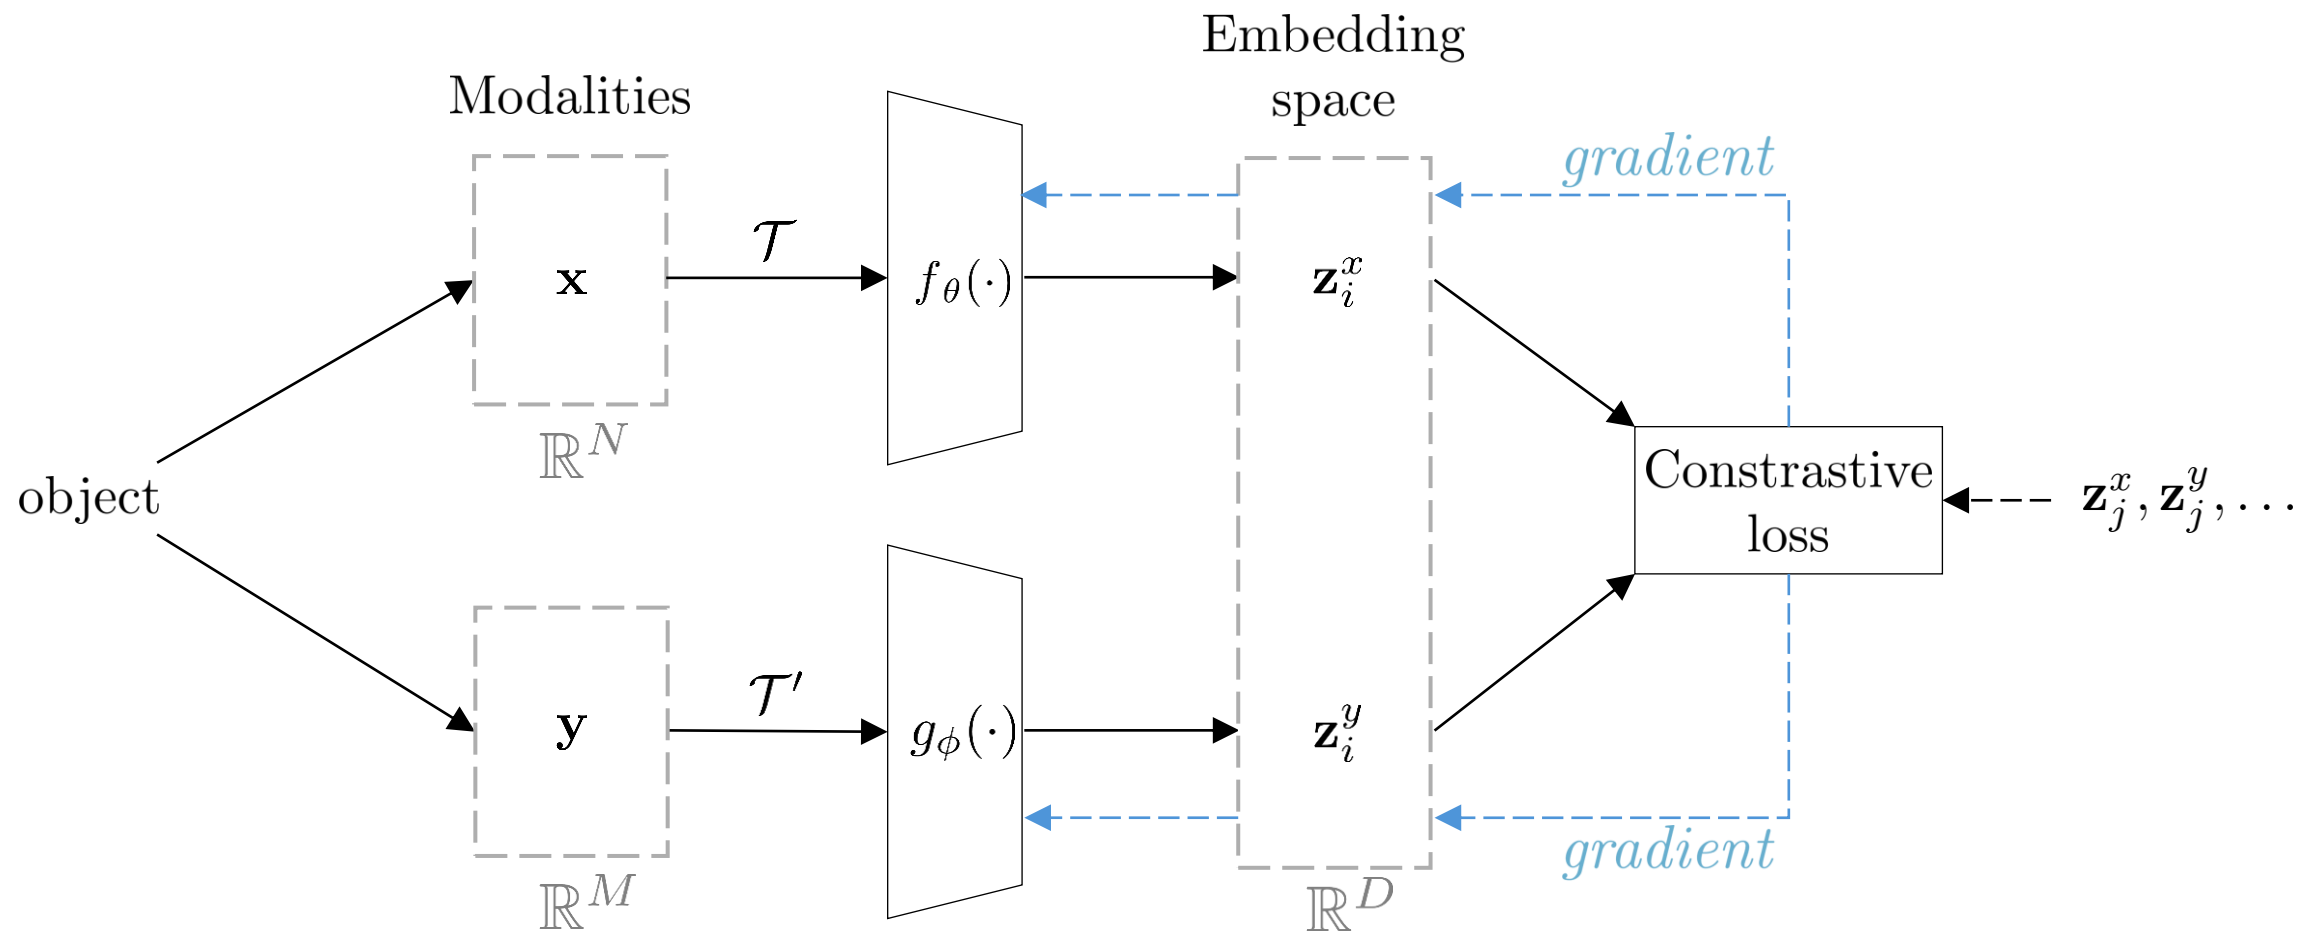 Embedding
space
Modalities
gradient
𝒯
x
f_θ(·)
z_i^x
ℝ^N
object
Constrastive
loss
z_j^x, z_j^y, ...
𝒯′
y
g_ϕ(·)
z_i^y
gradient
ℝ^M
ℝ^D